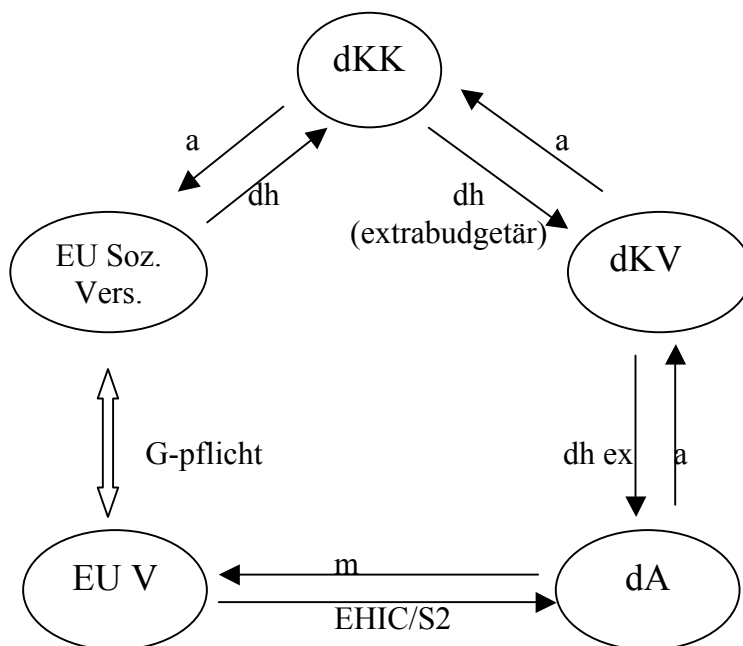 dKK
a
a
dh
dh
(extrabudgetär)
EU Soz.
Vers.
dKV
G-pflicht
dh ex
a
EU V
m
EHIC/S2
dA